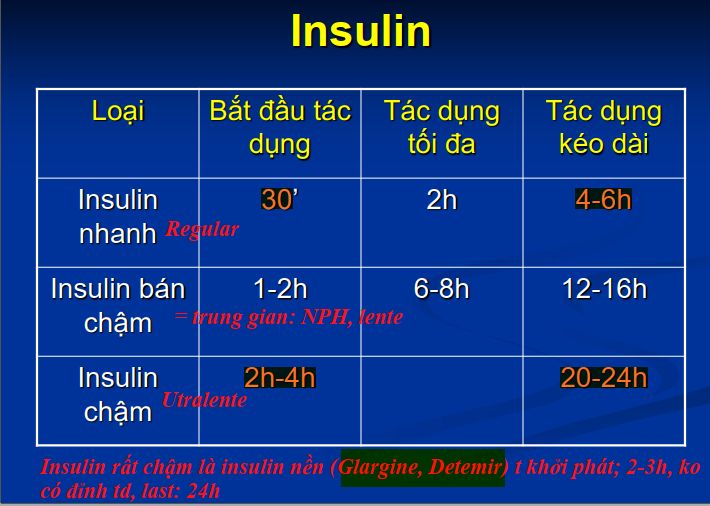 Insulin
Loại
Bắt đầu tác
dụng
Tác dụng
tối đa
Tác dụng
kéo dài
Insulin
nhanh
Regular
30’
2h
4-6h
Insulin bán
chậm
= trung gian: NPH, lente
1-2h
6-8h
12-16h
Insulin
chậm
Utralente
2h-4h
20-24h
Insulin rất chậm là insulin nền (Glargine, Detemir) t khởi phát; 2-3h, ko
có đỉnh td, last: 24h